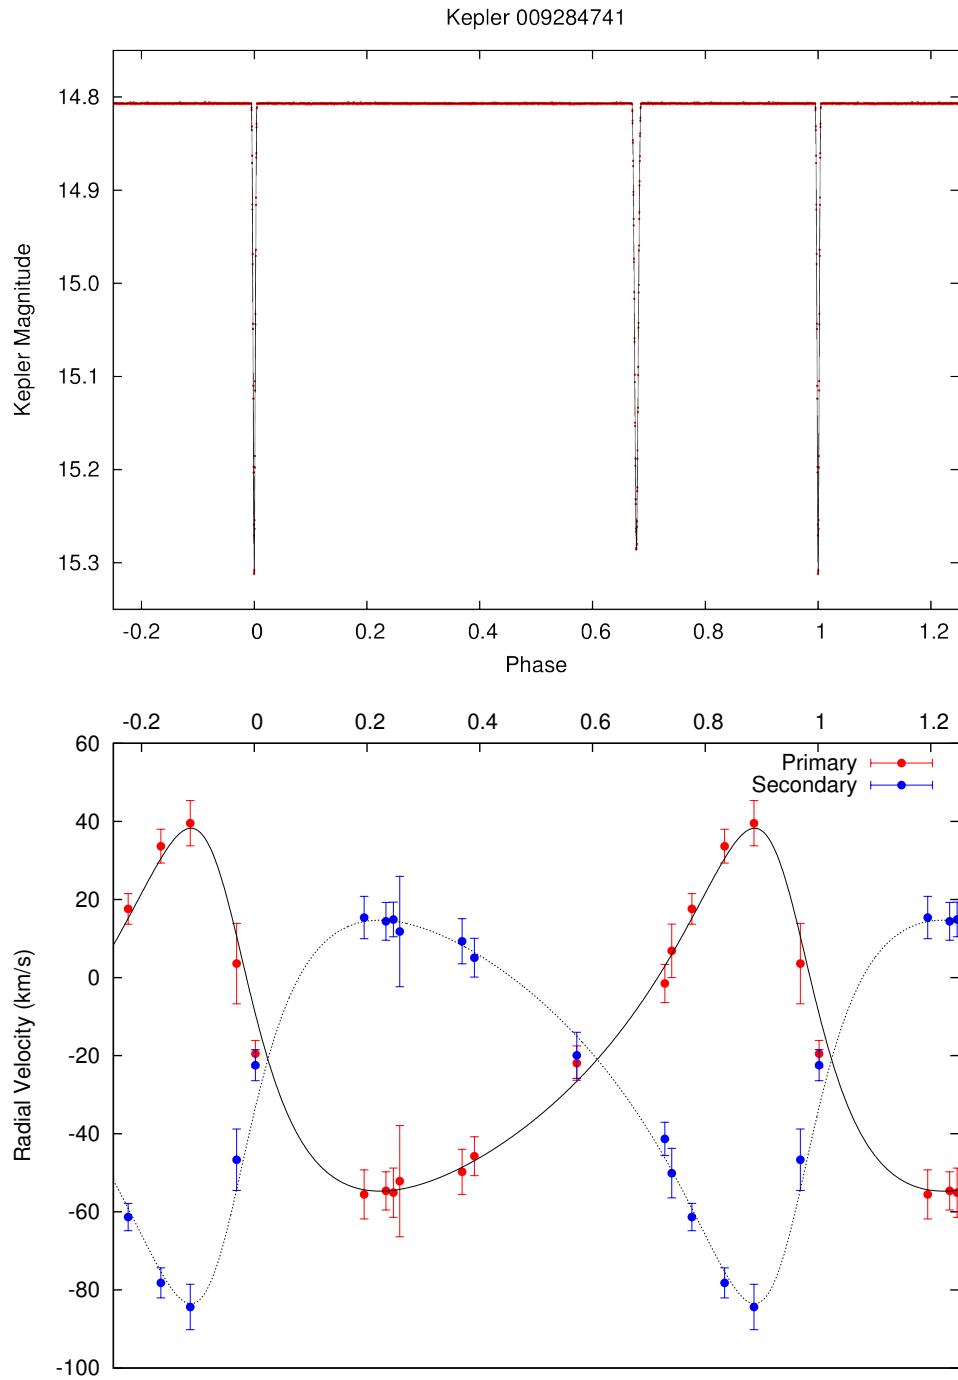 Kepler 009284741
14.8
14.9
15.0
15.1
15.2
15.3
Kepler Magnitude
-0.2 0 0.2 0.4 0.6 0.8 1 1.2
Phase
-0.2 0 0.2 0.4 0.6 0.8 1 1.2
60
40
20
0
-20
-40
-60
-80
-100
Radial Velocity (km/s)
Primary
Secondary